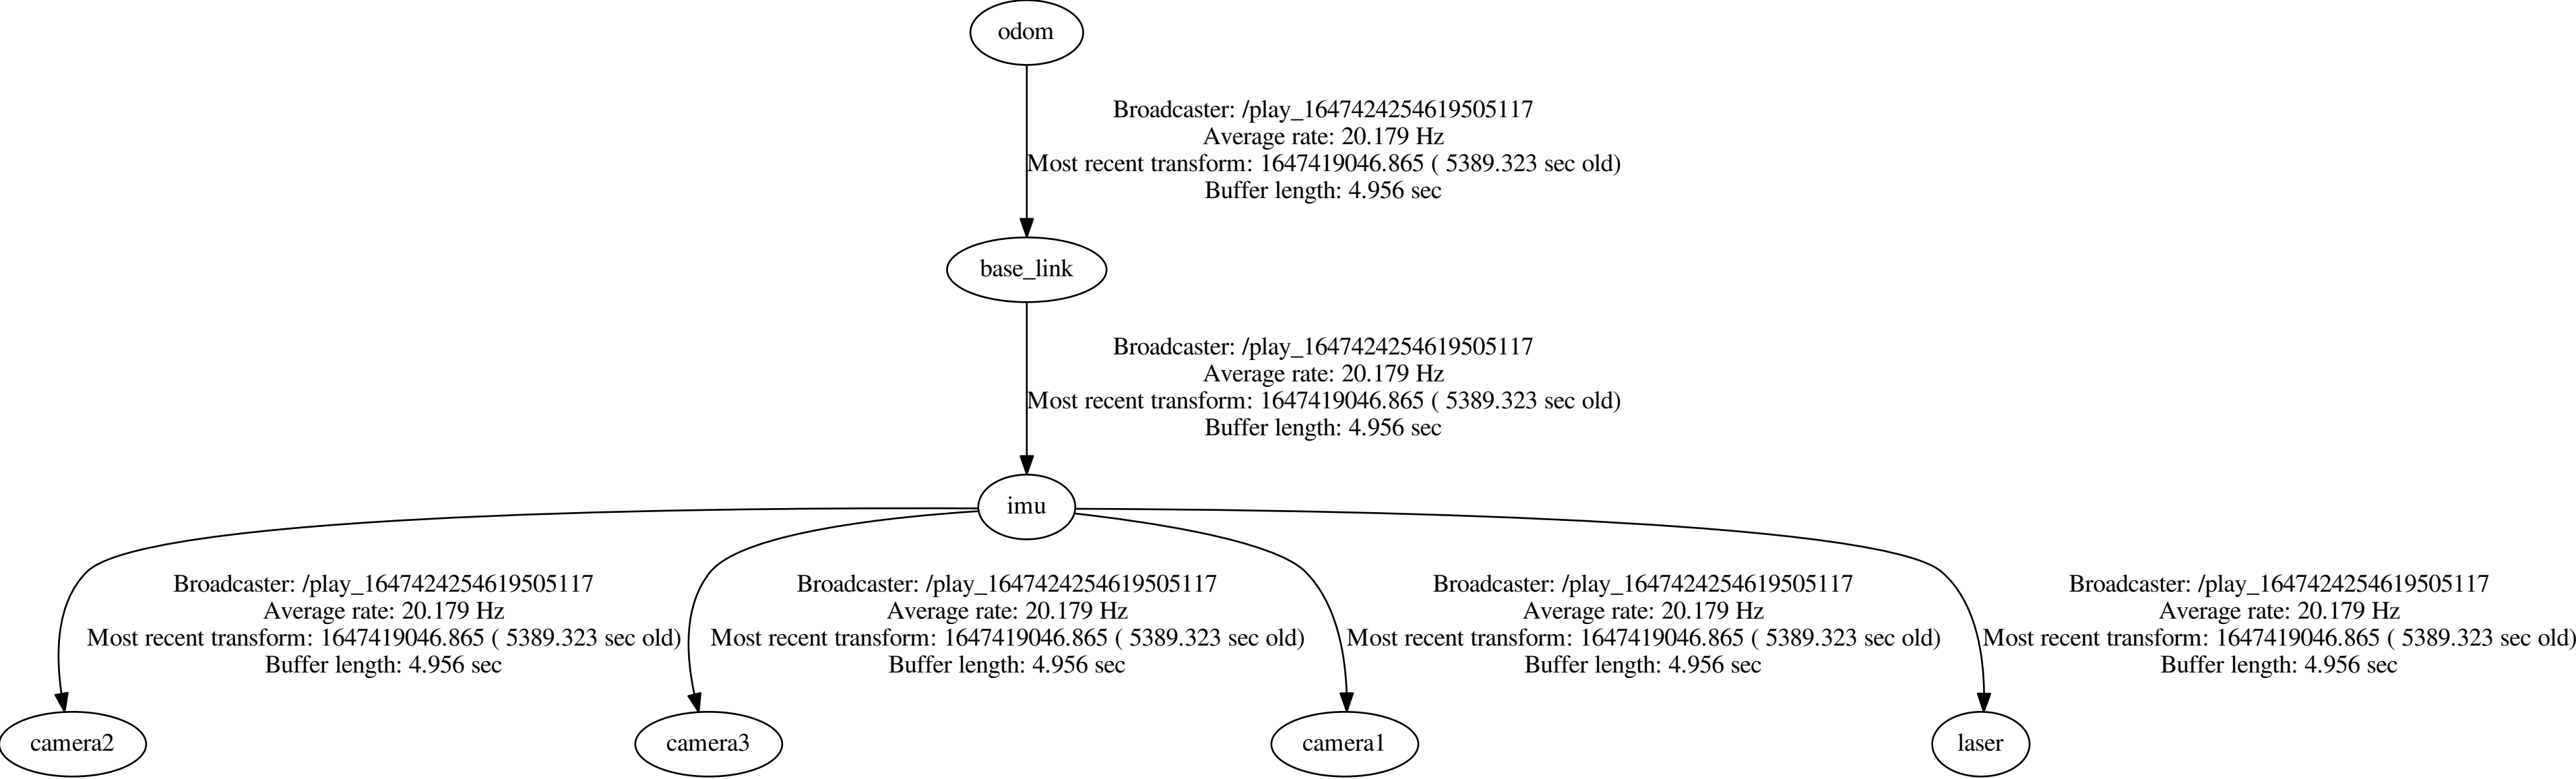 odom
Broadcaster: /play_1647424254619505117
Average rate: 20.179 Hz
Most recent transform: 1647419046.865 ( 5389.323 sec old)
Buffer length: 4.956 sec
base_link
Broadcaster: /play_1647424254619505117
Average rate: 20.179 Hz
Most recent transform: 1647419046.865 ( 5389.323 sec old)
Buffer length: 4.956 sec
imu
Broadcaster: /play_1647424254619505117
Average rate: 20.179 Hz
Most recent transform: 1647419046.865 ( 5389.323 sec old)
Buffer length: 4.956 sec
Broadcaster: /play_1647424254619505117
Average rate: 20.179 Hz
Most recent transform: 1647419046.865 ( 5389.323 sec old)
Buffer length: 4.956 sec
Broadcaster: /play_1647424254619505117
Average rate: 20.179 Hz
Most recent transform: 1647419046.865 ( 5389.323 sec old)
Buffer length: 4.956 sec
Broadcaster: /play_1647424254619505117
Average rate: 20.179 Hz
Most recent transform: 1647419046.865 ( 5389.323 sec old)
Buffer length: 4.956 sec
camera2
camera3
camera1
laser